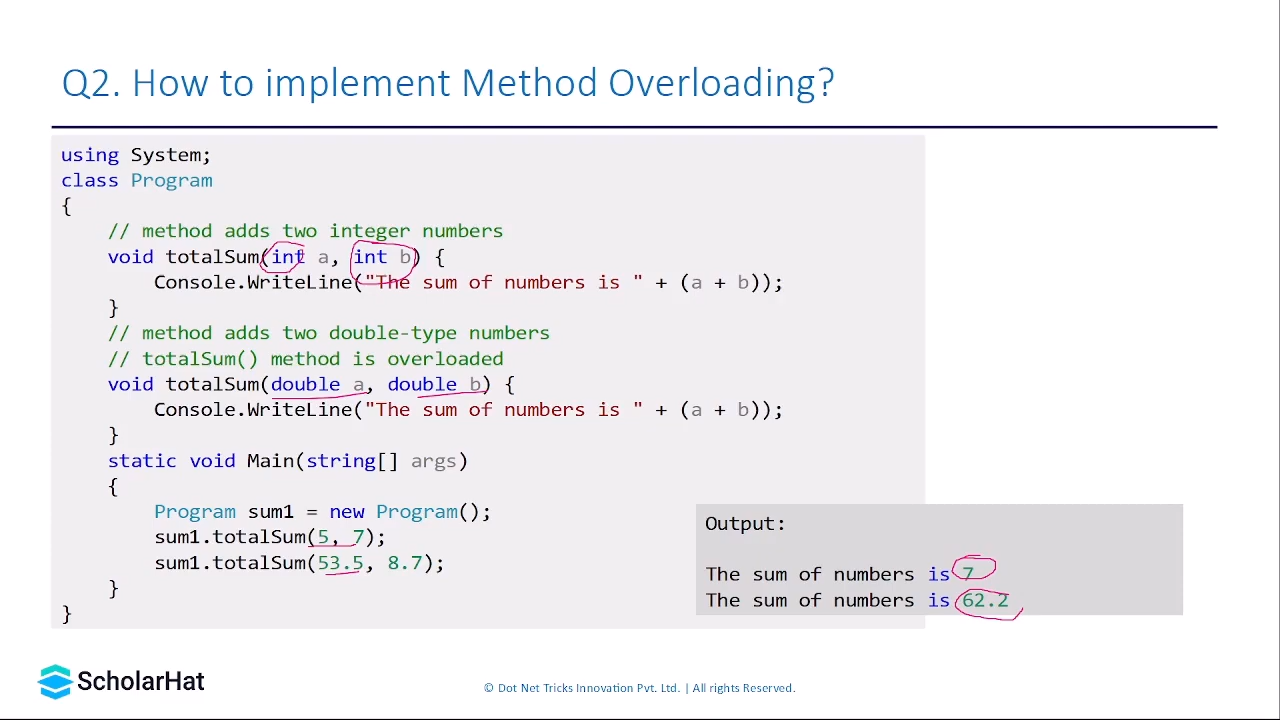 Q2. How to implement Method Overloading?
using System;
class Program
{
// method adds two integer numbers
void totalSum(int a, int b) {
Console.WriteLine("The sum of numbers is " + (a + b));
}
// method adds two double-type numbers
// totalSum() method is overloaded
void totalSum(double a, double b) {
Console.WriteLine("The sum of numbers is " + (a + b));
}
static void Main(string[] args)
{
Program sum1 = new Program();
sum1.totalSum(5, 7);
sum1.totalSum(53.5, 8.7);
}
}
Output:
The sum of numbers is 7
The sum of numbers is 62.2
ScholarHat
© Dot Net Tricks Innovation Pvt. Ltd. | All rights Reserved.